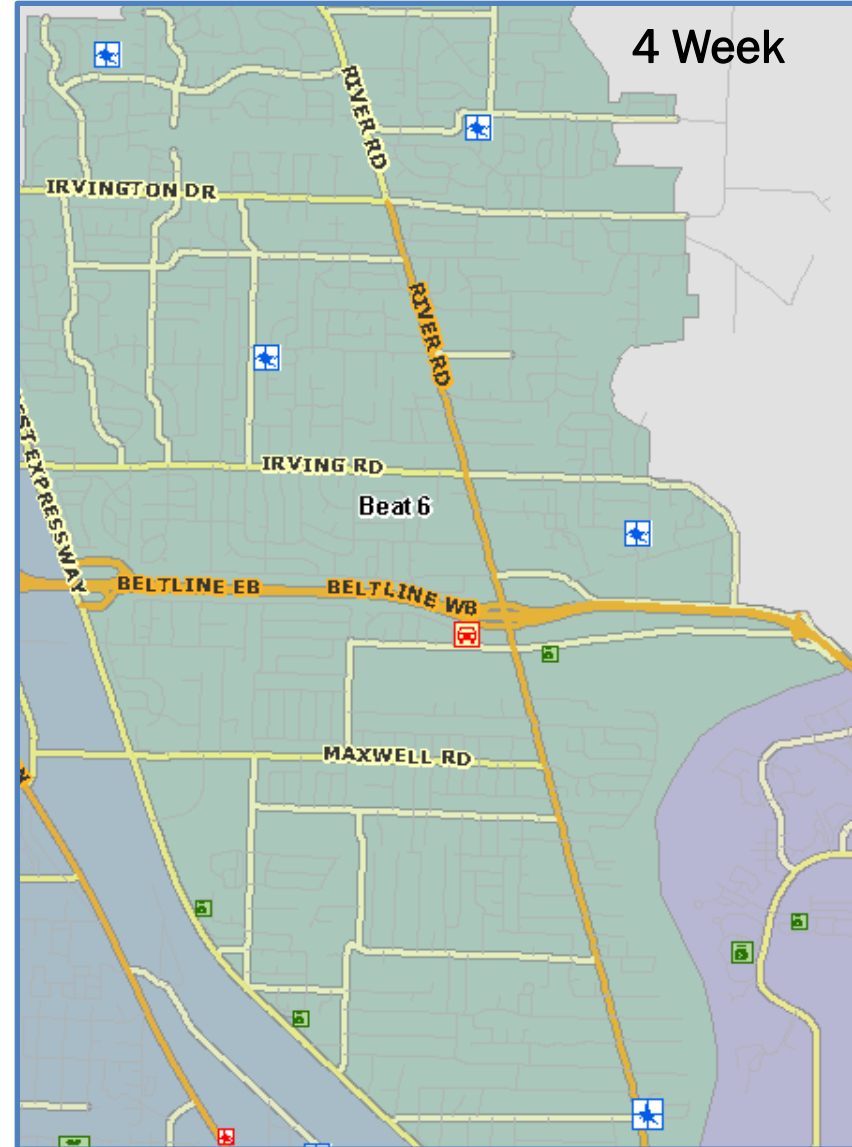 4 Week
RIVER RD
IRVINGTON DR
RIVER RD
EST EXPRESSWAY
IRVING RD
Beat 6
BELTLINE EB
BELTLINE WB
MAXWELL RD